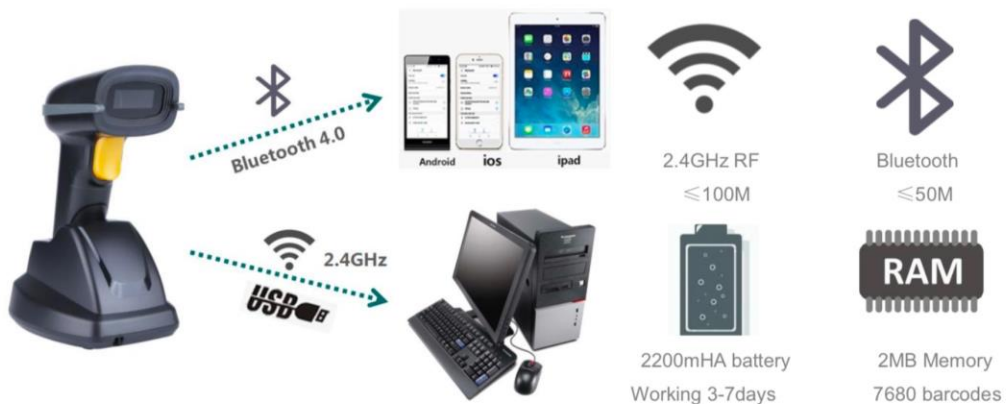 Bluetooth 4.0
Android
ios
ipad
2.4GHz
USB
2.4GHz RF
≤100M
Bluetooth
≤50M
2200mHA battery
Working 3-7days
RAM
2MB Memory
7680 barcodes